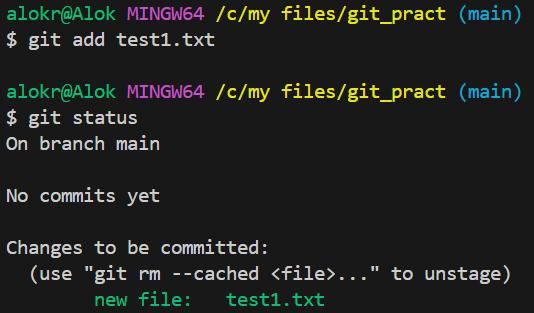 alokr@Alok MINGW64 /c/my files/git_pract (main)
$ git add test1.txt
alokr@Alok MINGW64 /c/my files/git_pract (main)
$ git status
On branch main
No commits yet
Changes to be committed:
  (use "git rm --cached <file>..." to unstage)
        new file:   test1.txt